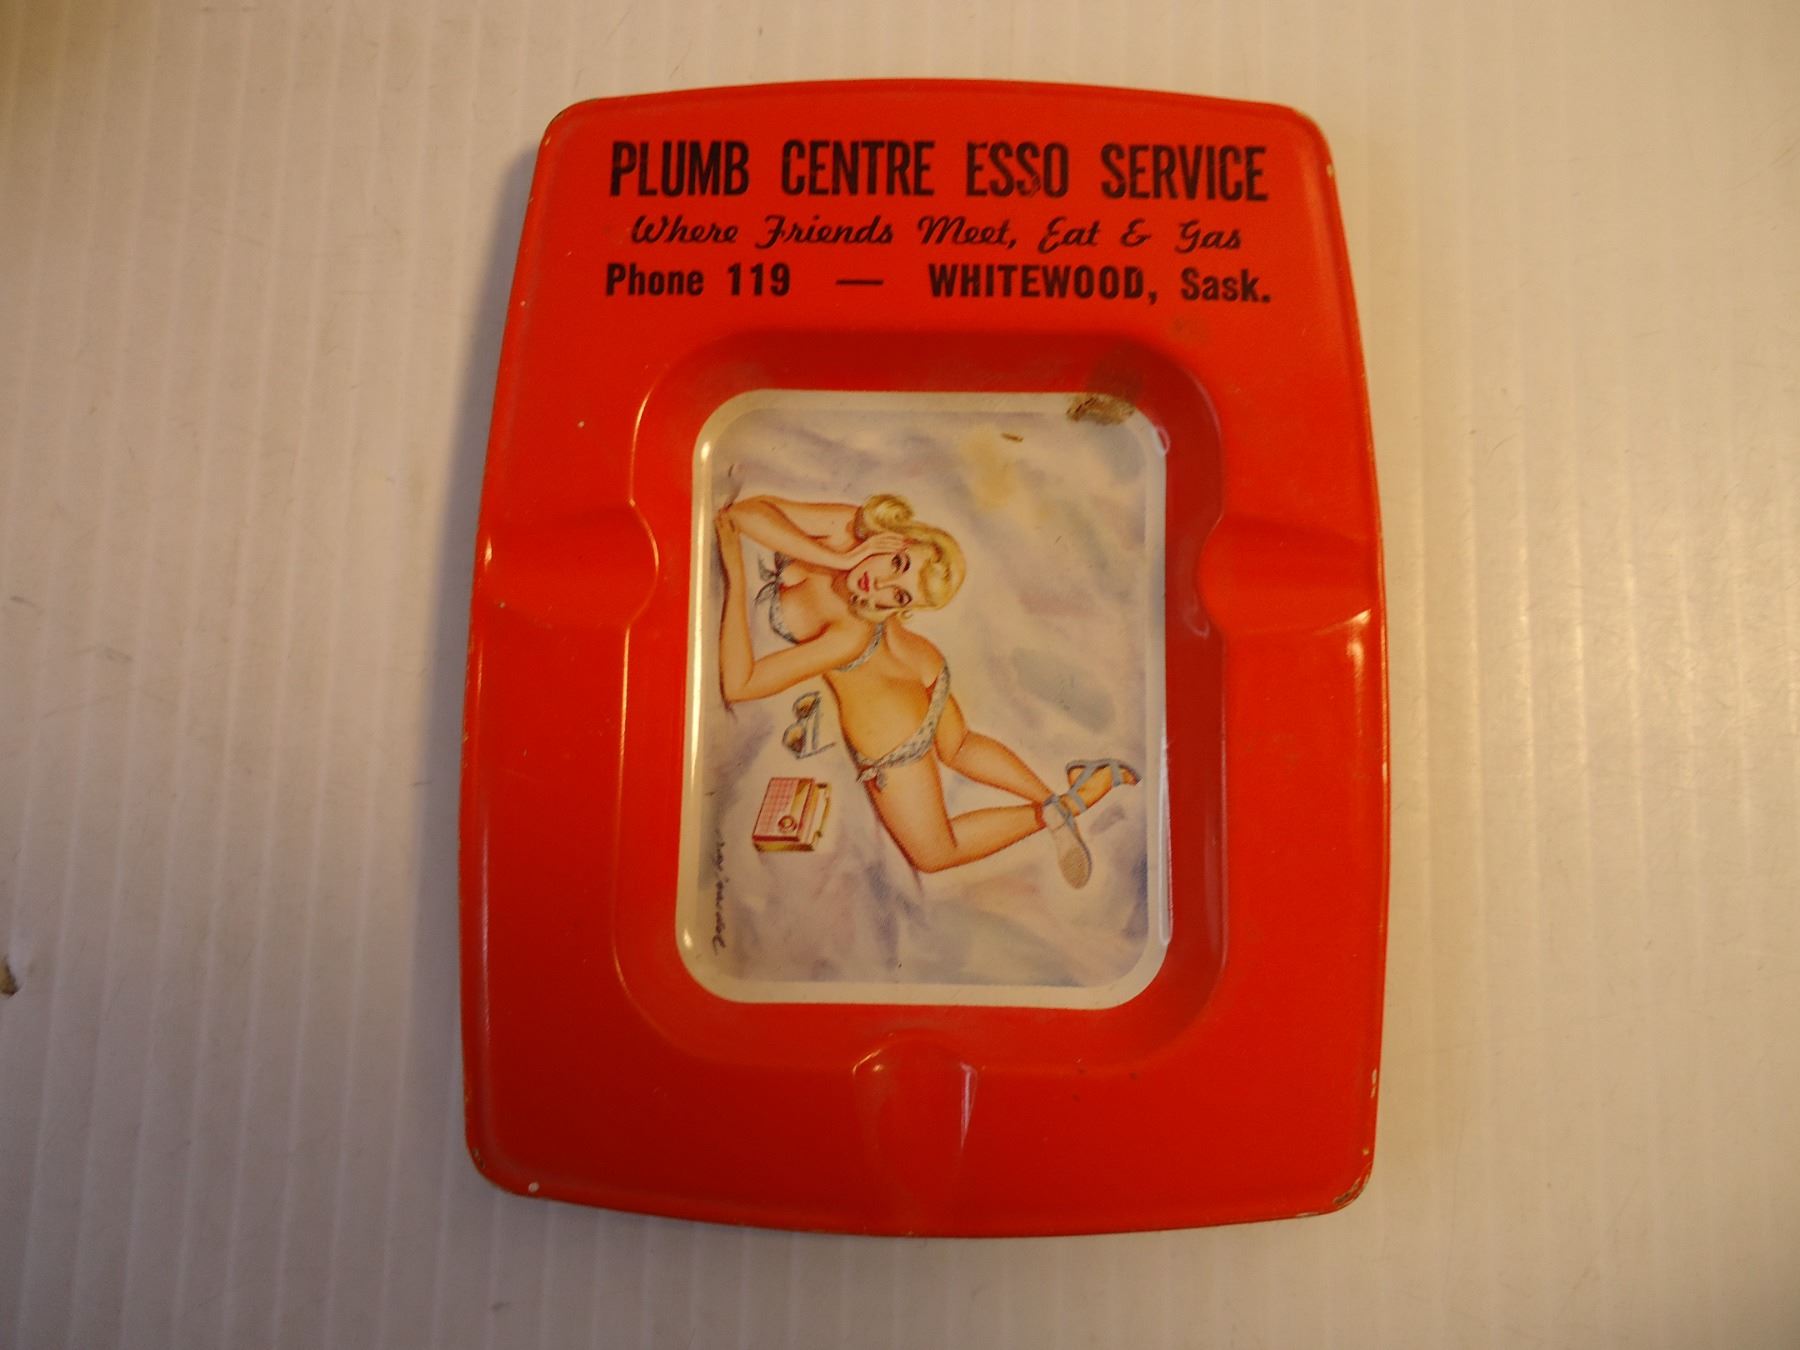 PLUMB CENTRE ESSO SERVICE
Where Friends Meet, Eat & Gas
Phone 119 — WHITEWOOD, Sask.